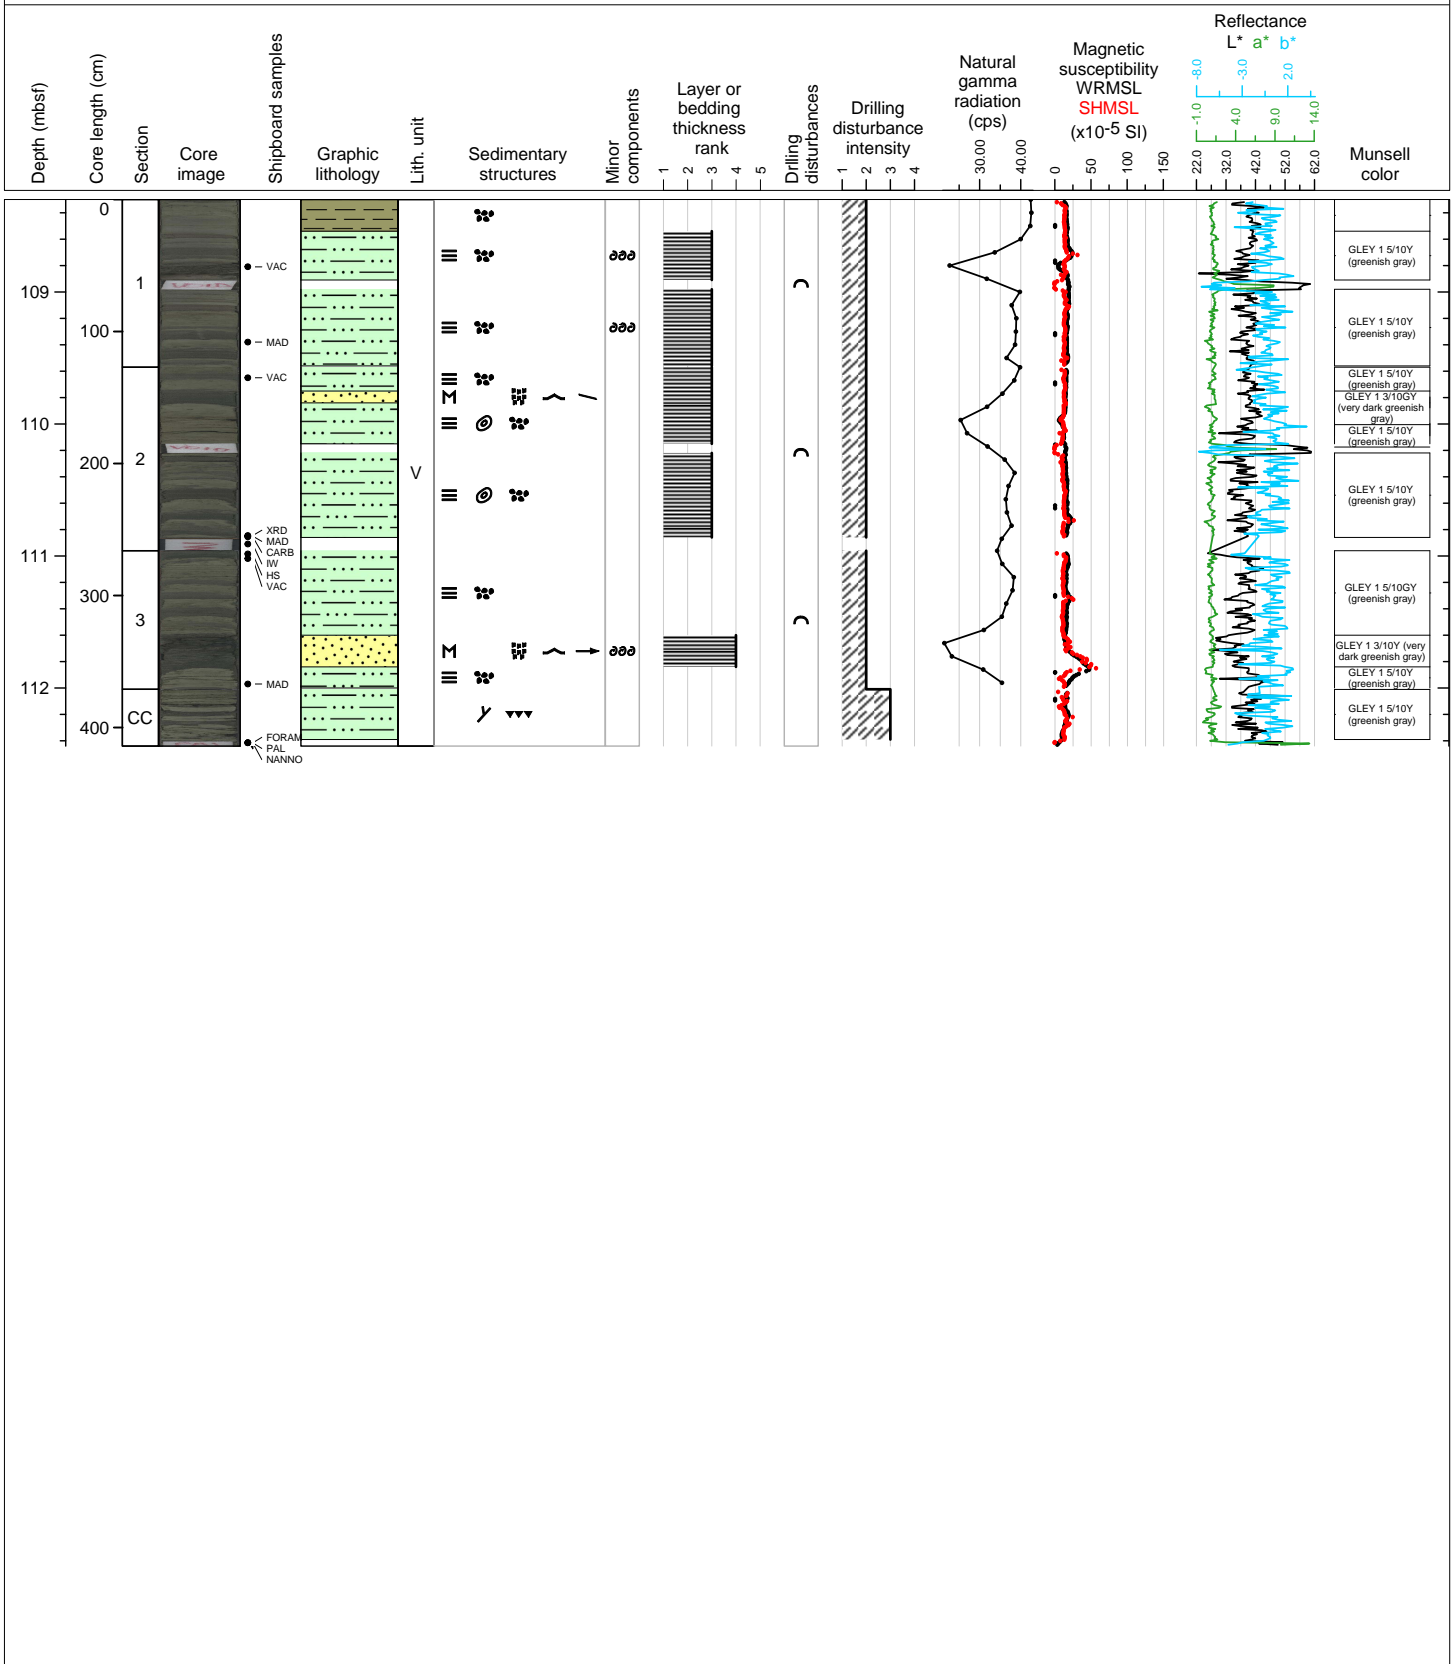 Depth (mbsf)
Core length (cm)
Section
Core
image
Shipboard samples
Graphic
lithology
Lith. unit
Sedimentary
structures
Minor
components
Layer or
bedding
thickness
rank
1 2 3 4 5
Drilling
disturbances
Drilling
disturbance
intensity
1 2 3 4
Natural
gamma
radiation
(cps)
30.00 40.00
Magnetic
susceptibility
WRMSL
SHMSL
(x10-5 SI)
0 50 100 150
Reflectance
L* a* b*
-8.0 -3.0 2.0
-1.0 4.0 9.0 14.0
22.0 32.0 42.0 52.0 62.0
Munsell
color
0
100
200
300
400
109
110
111
112
1
2
3
CC
VAC
MAD
VAC
XRD
MAD
CARB
IW
HS
VAC
MAD
FORAM
PAL
NANNO
V
GLEY 1 5/10Y
(greenish gray)
GLEY 1 5/10Y
(greenish gray)
GLEY 1 5/10Y
(greenish gray)
GLEY 1 3/10GY
(very dark greenish
gray)
GLEY 1 5/10Y
(greenish gray)
GLEY 1 5/10Y
(greenish gray)
GLEY 1 5/10GY
(greenish gray)
GLEY 1 3/10Y (very
dark greenish gray)
GLEY 1 5/10Y
(greenish gray)
GLEY 1 5/10Y
(greenish gray)